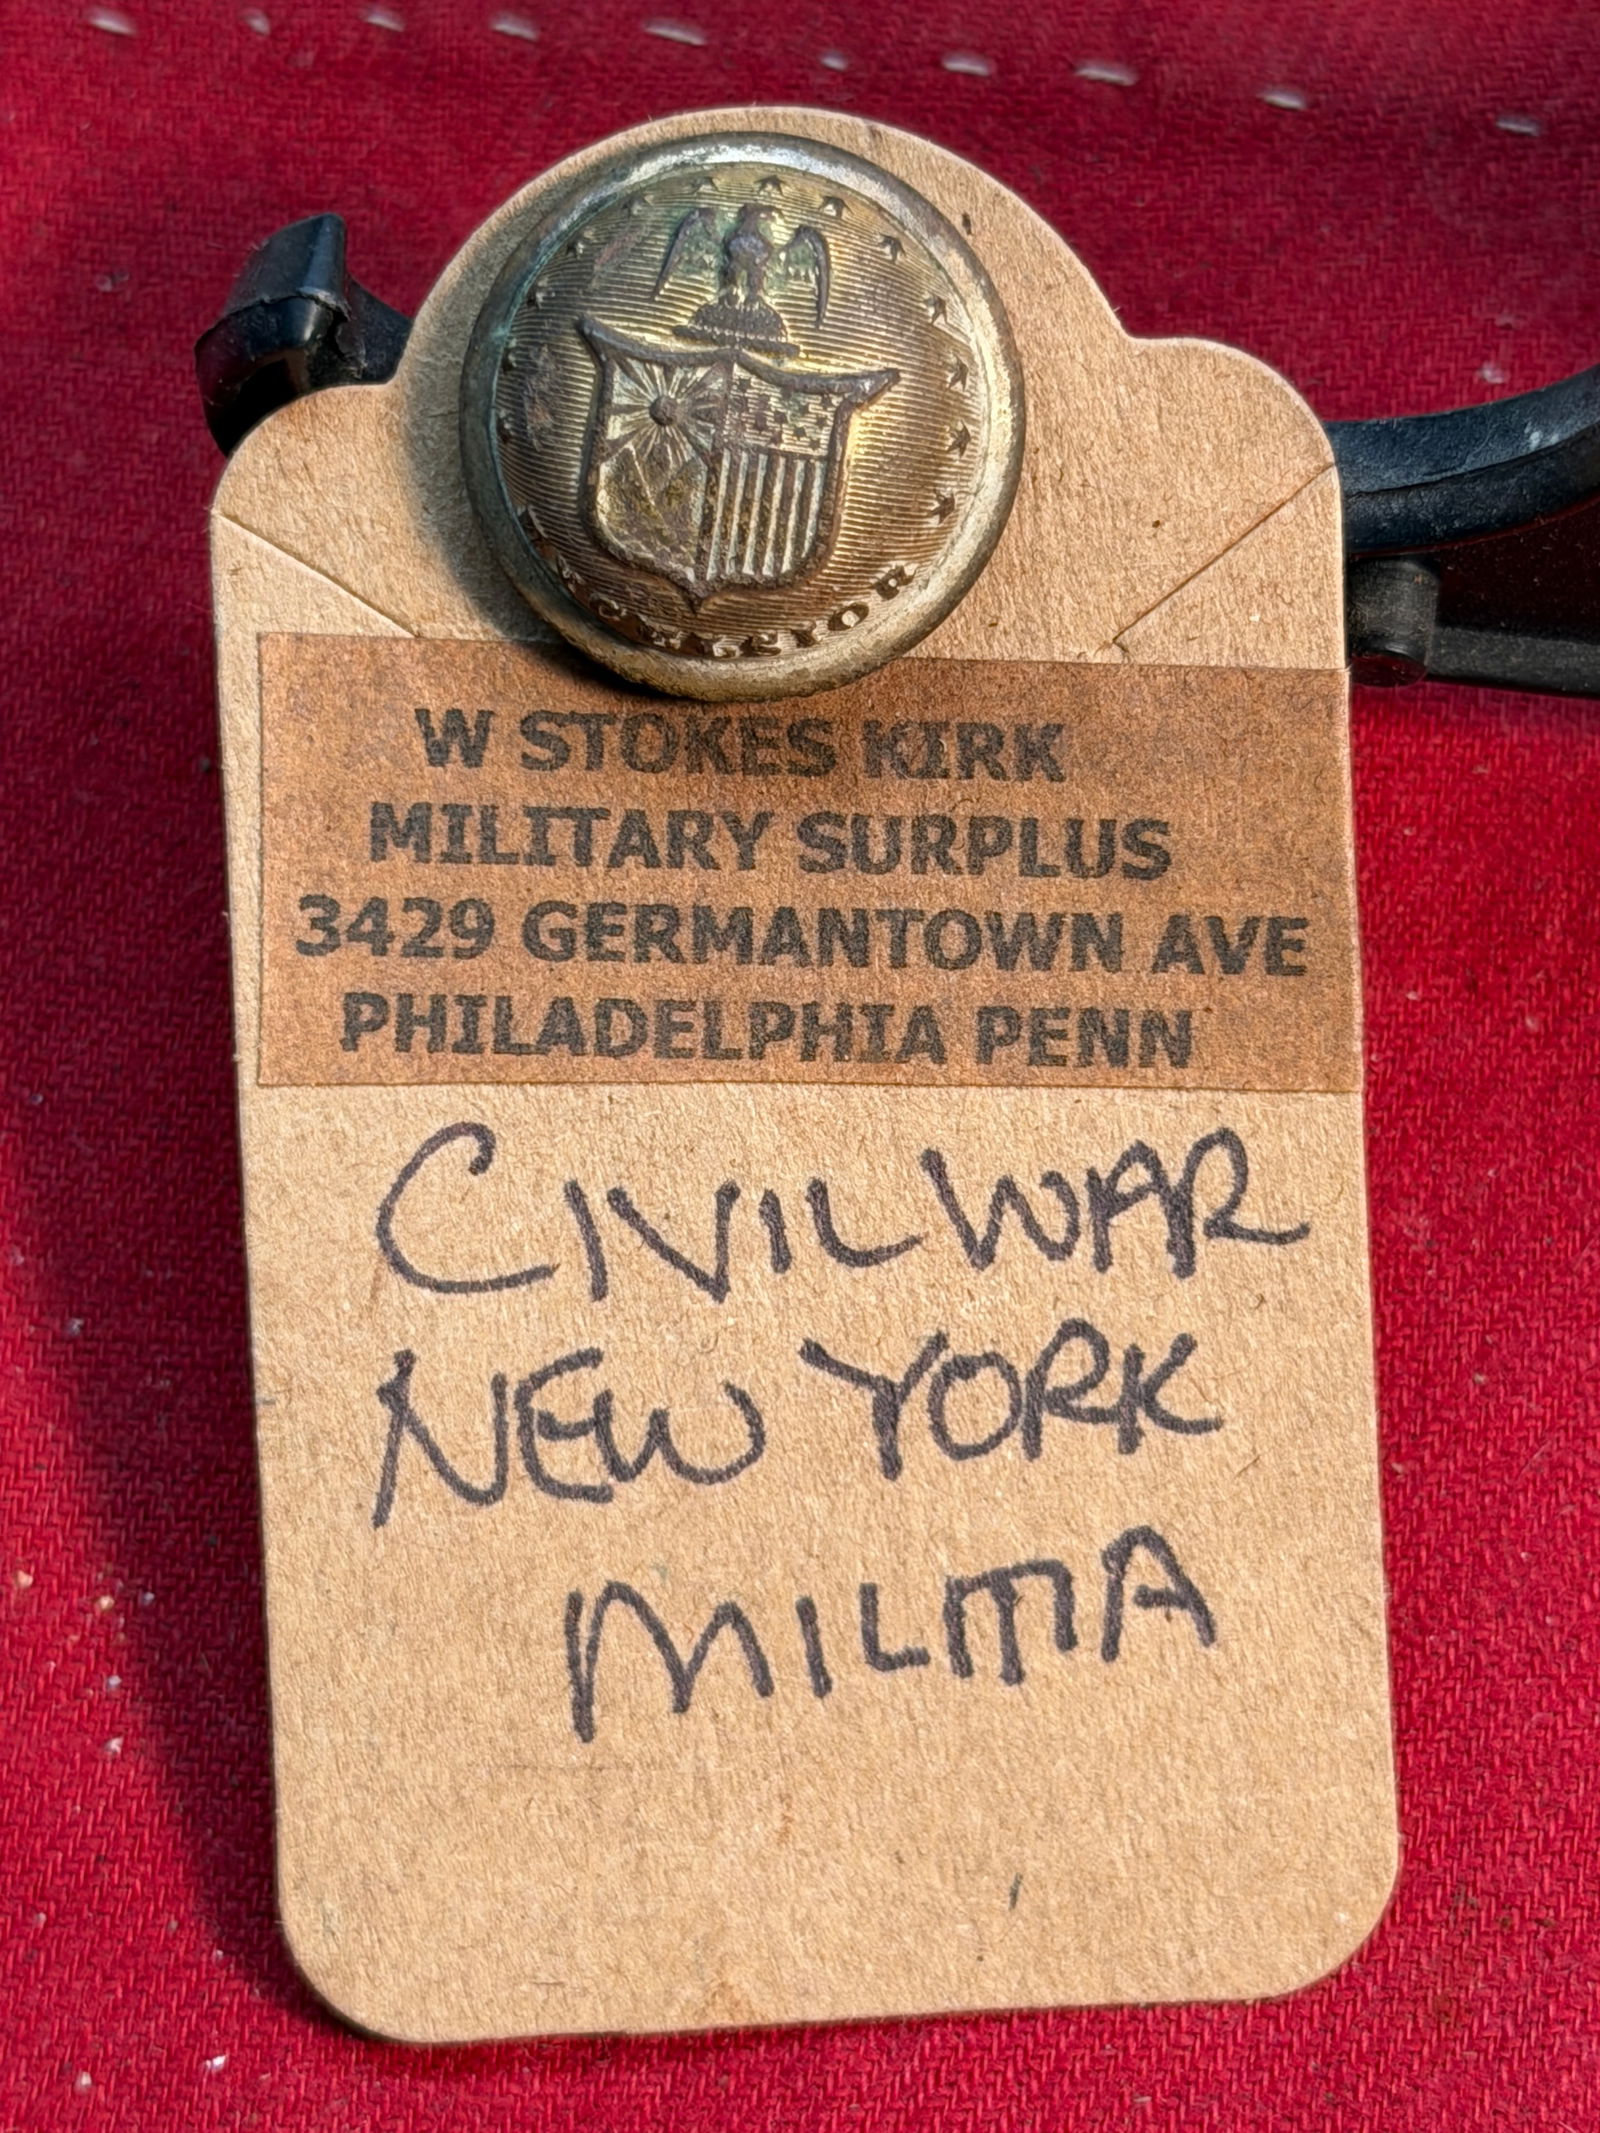 EXCELSIOR
W STOKES KIRK
MILITARY SURPLUS
3429 GERMANTOWN AVE
PHILADELPHIA PENN
CIVIL WAR
NEW YORK
MILITIA